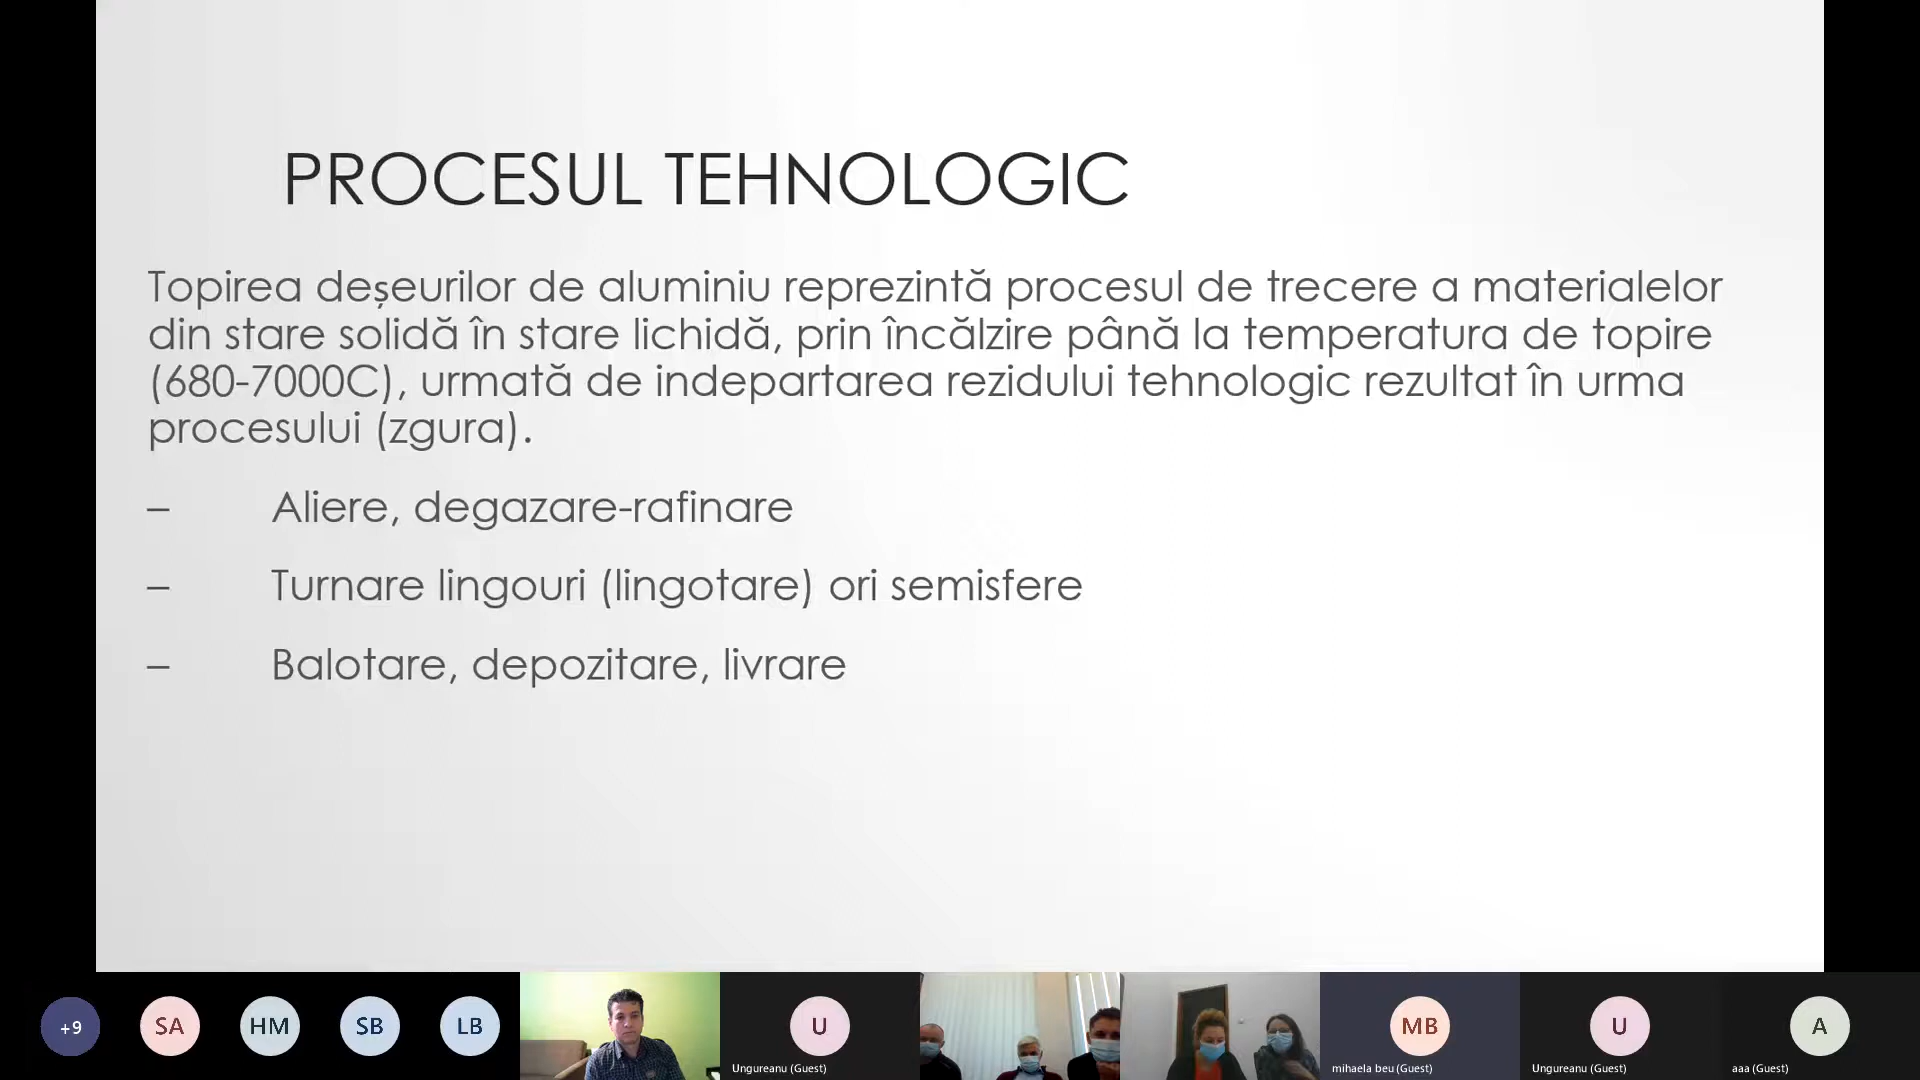 PROCESUL TEHNOLOGIC
Topirea deșeurilor de aluminiu reprezintă procesul de trecere a materialelor
din stare solidă în stare lichidă, prin încălzire până la temperatura de topire
(680-7000C), urmată de indepartarea rezidului tehnologic rezultat în urma
procesului (zgura).
– Aliere, degazare-rafinare
– Turnare lingouri (lingotare) ori semisfere
– Balotare, depozitare, livrare
+9 SA HM SB LB U MB U A
Ungureanu (Guest) mihaela beu (Guest) Ungureanu (Guest) aaa (Guest)